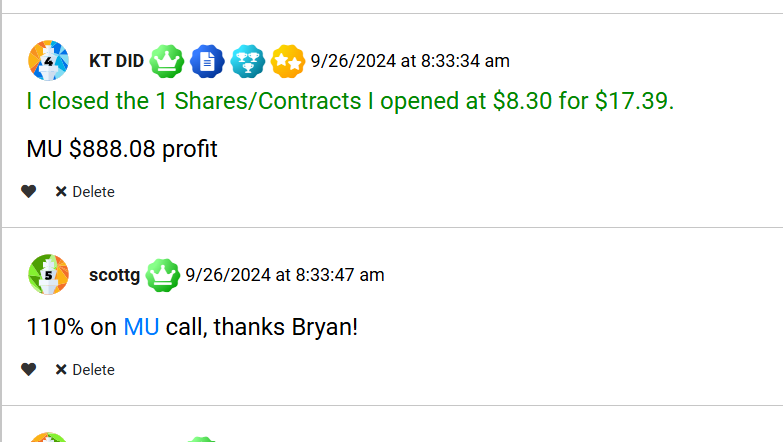 4
KT DID 9/26/2024 at 8:33:34 am
I closed the 1 Shares/Contracts I opened at $8.30 for $17.39.
MU $888.08 profit
Delete
5
scottg 9/26/2024 at 8:33:47 am
110% on MU call, thanks Bryan!
Delete